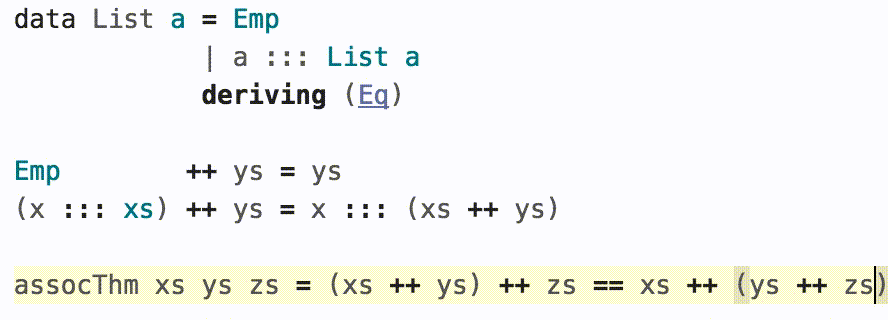 data List a = Emp
            | a ::: List a
            deriving (Eq)
Emp        ++ ys = ys
(x ::: xs) ++ ys = x ::: (xs ++ ys)
assocThm xs ys zs = (xs ++ ys) ++ zs == xs ++ (ys ++ zs)